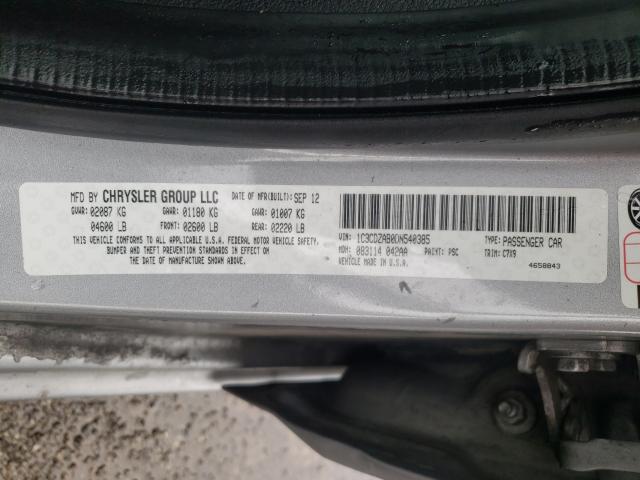 MFD BY CHRYSLER GROUP LLC DATE OF MFR(BUILT): SEP 12
GVWR: 02087 KG GAWR: 01180 KG GAWR: 01007 KG
04600 LB FRONT: 02600 LB REAR: 02220 LB
THIS VEHICLE CONFORMS TO ALL APPLICABLE U.S.A. FEDERAL MOTOR VEHICLE SAFETY,
BUMPER AND THEFT PREVENTION STANDARDS IN EFFECT ON
THE DATE OF MANUFACTURE SHOWN ABOVE.
VIN: 1C3CDZAB0DN540385 TYPE: PASSENGER CAR
MDH: 083114 042AA PAINT: PSC TRIM: C7X9
VEHICLE MADE IN U.S.A. 4658843